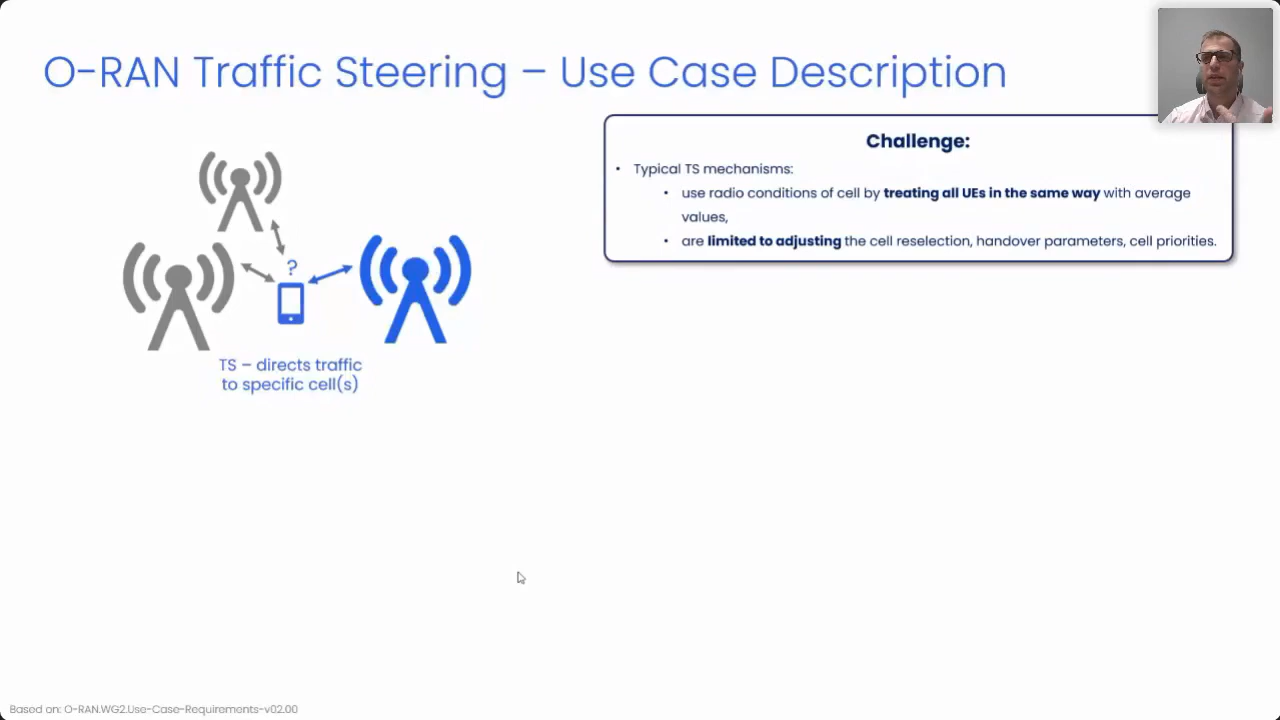 O-RAN Traffic Steering – Use Case Description
Challenge:
• Typical TS mechanisms:
• use radio conditions of cell by treating all UEs in the same way with average
values,
• are limited to adjusting the cell reselection, handover parameters, cell priorities.
?
TS – directs traffic
to specific cell(s)
Based on: O-RAN.WG2.Use-Case-Requirements-v02.00